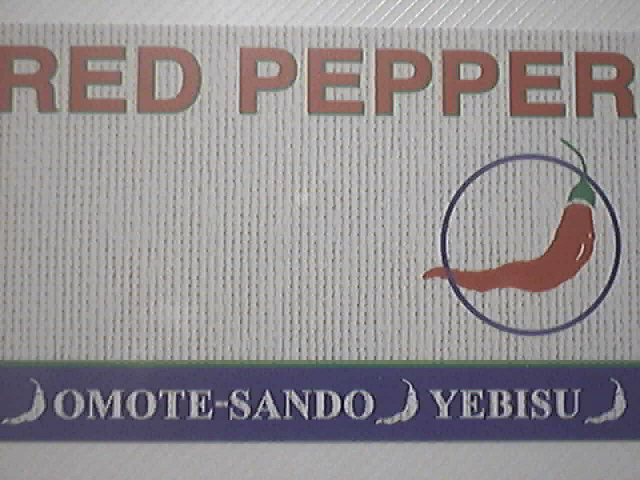 RED PEPPER
OMOTE-SANDO YEBISU